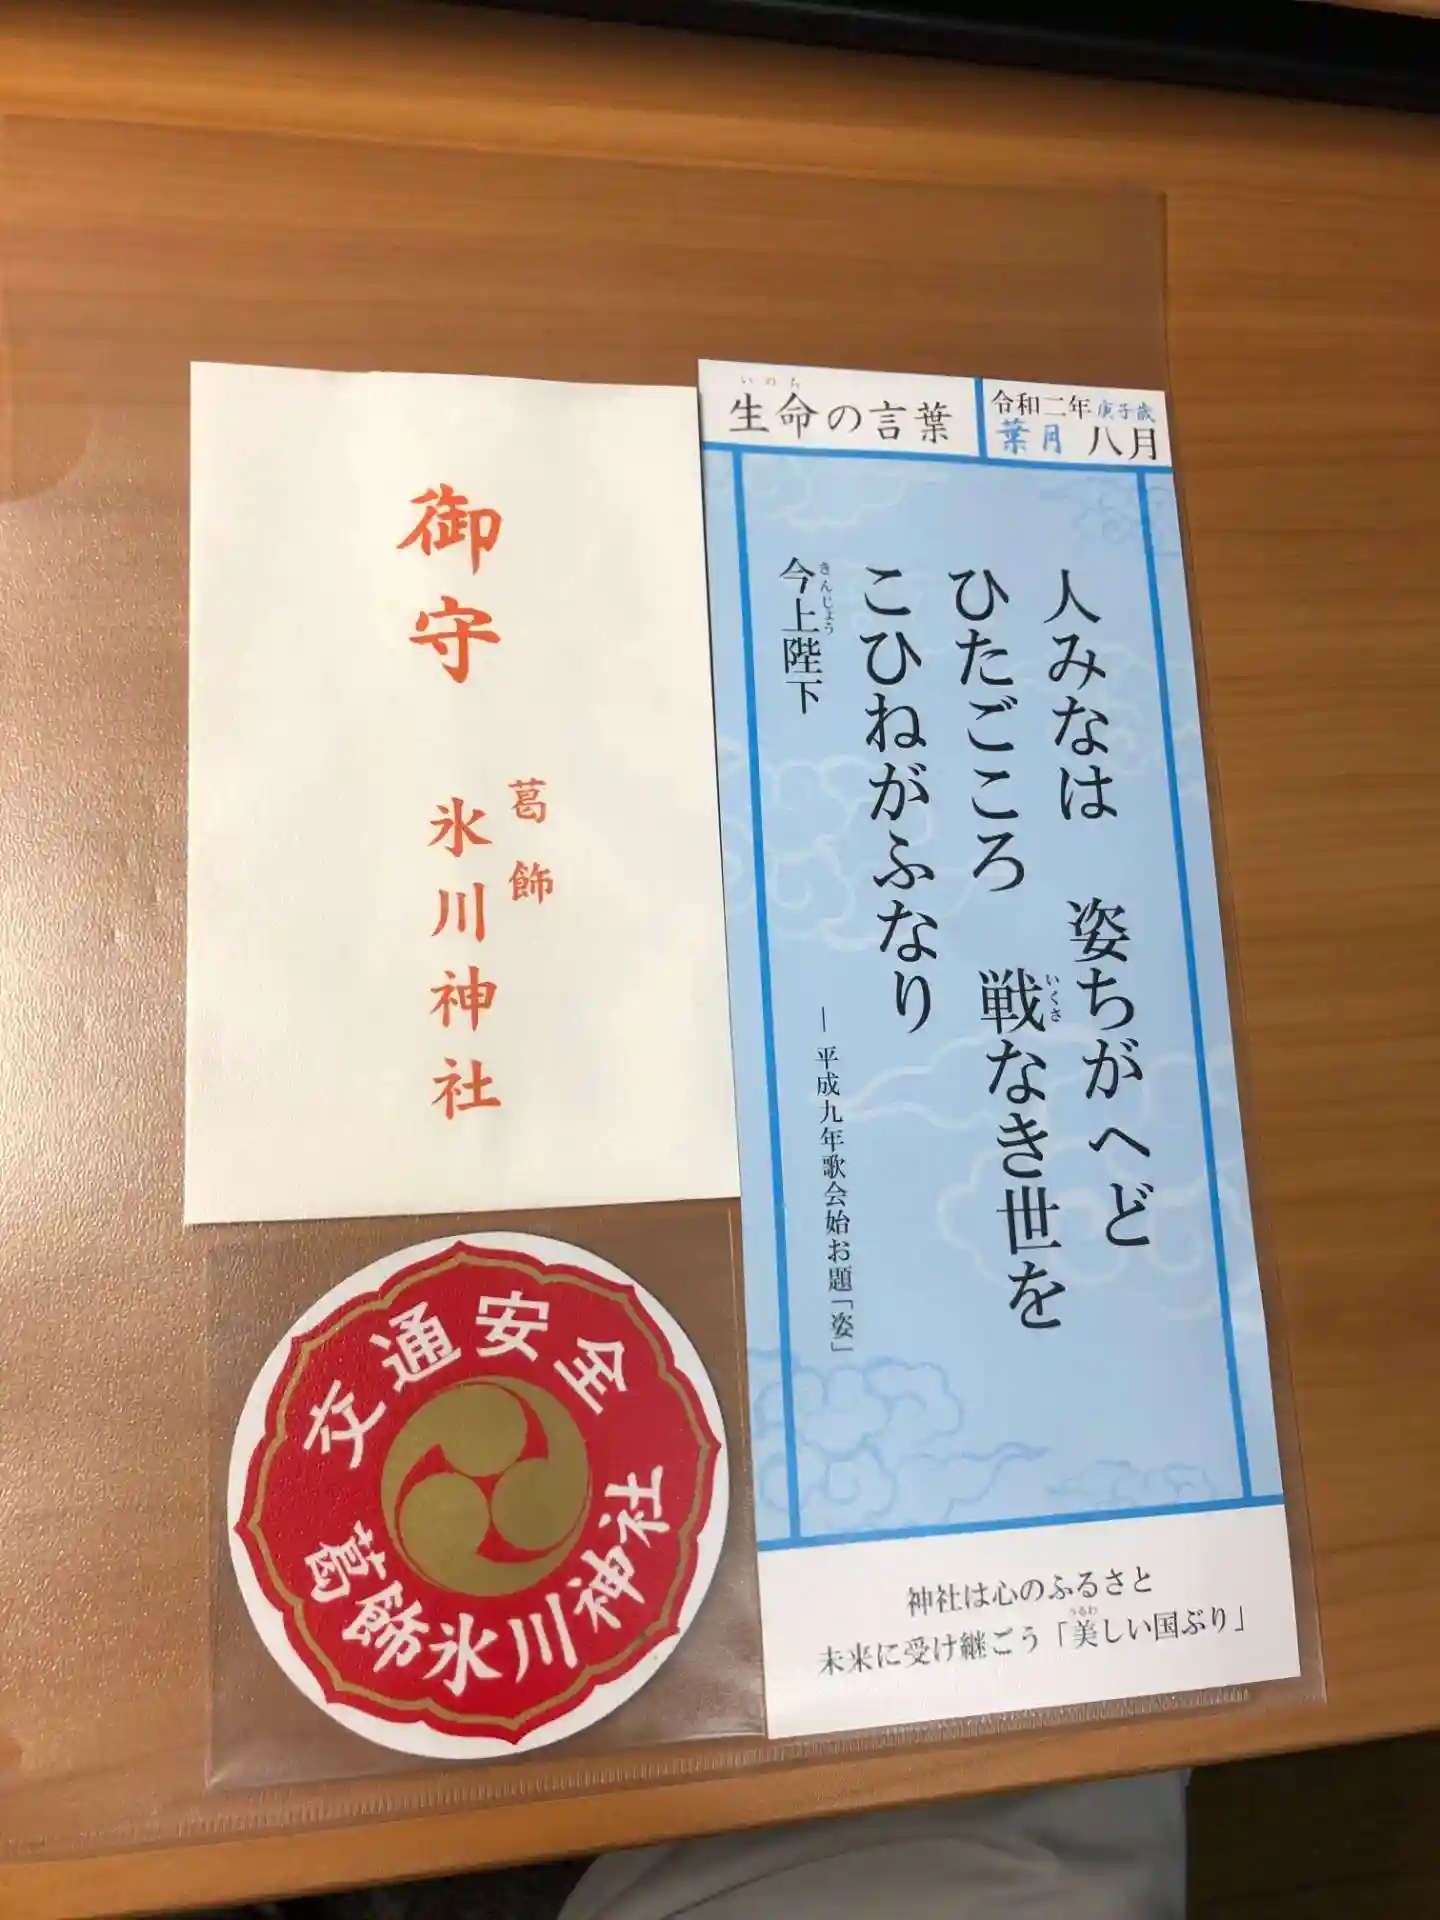 御守
葛飾
氷川神社
交通安全
葛飾氷川神社
いのち
生命の言葉
令和二年 庚子歳
葉月 八月
人みなは 姿ちがへど
ひたごころ 戦なき世を
いくさ
こひねがふなり
今上陛下
きんじょう
―平成九年歌会始お題「姿」
神社は心のふるさと
未来に受け継ごう「美しい国ぶり」
うるわ